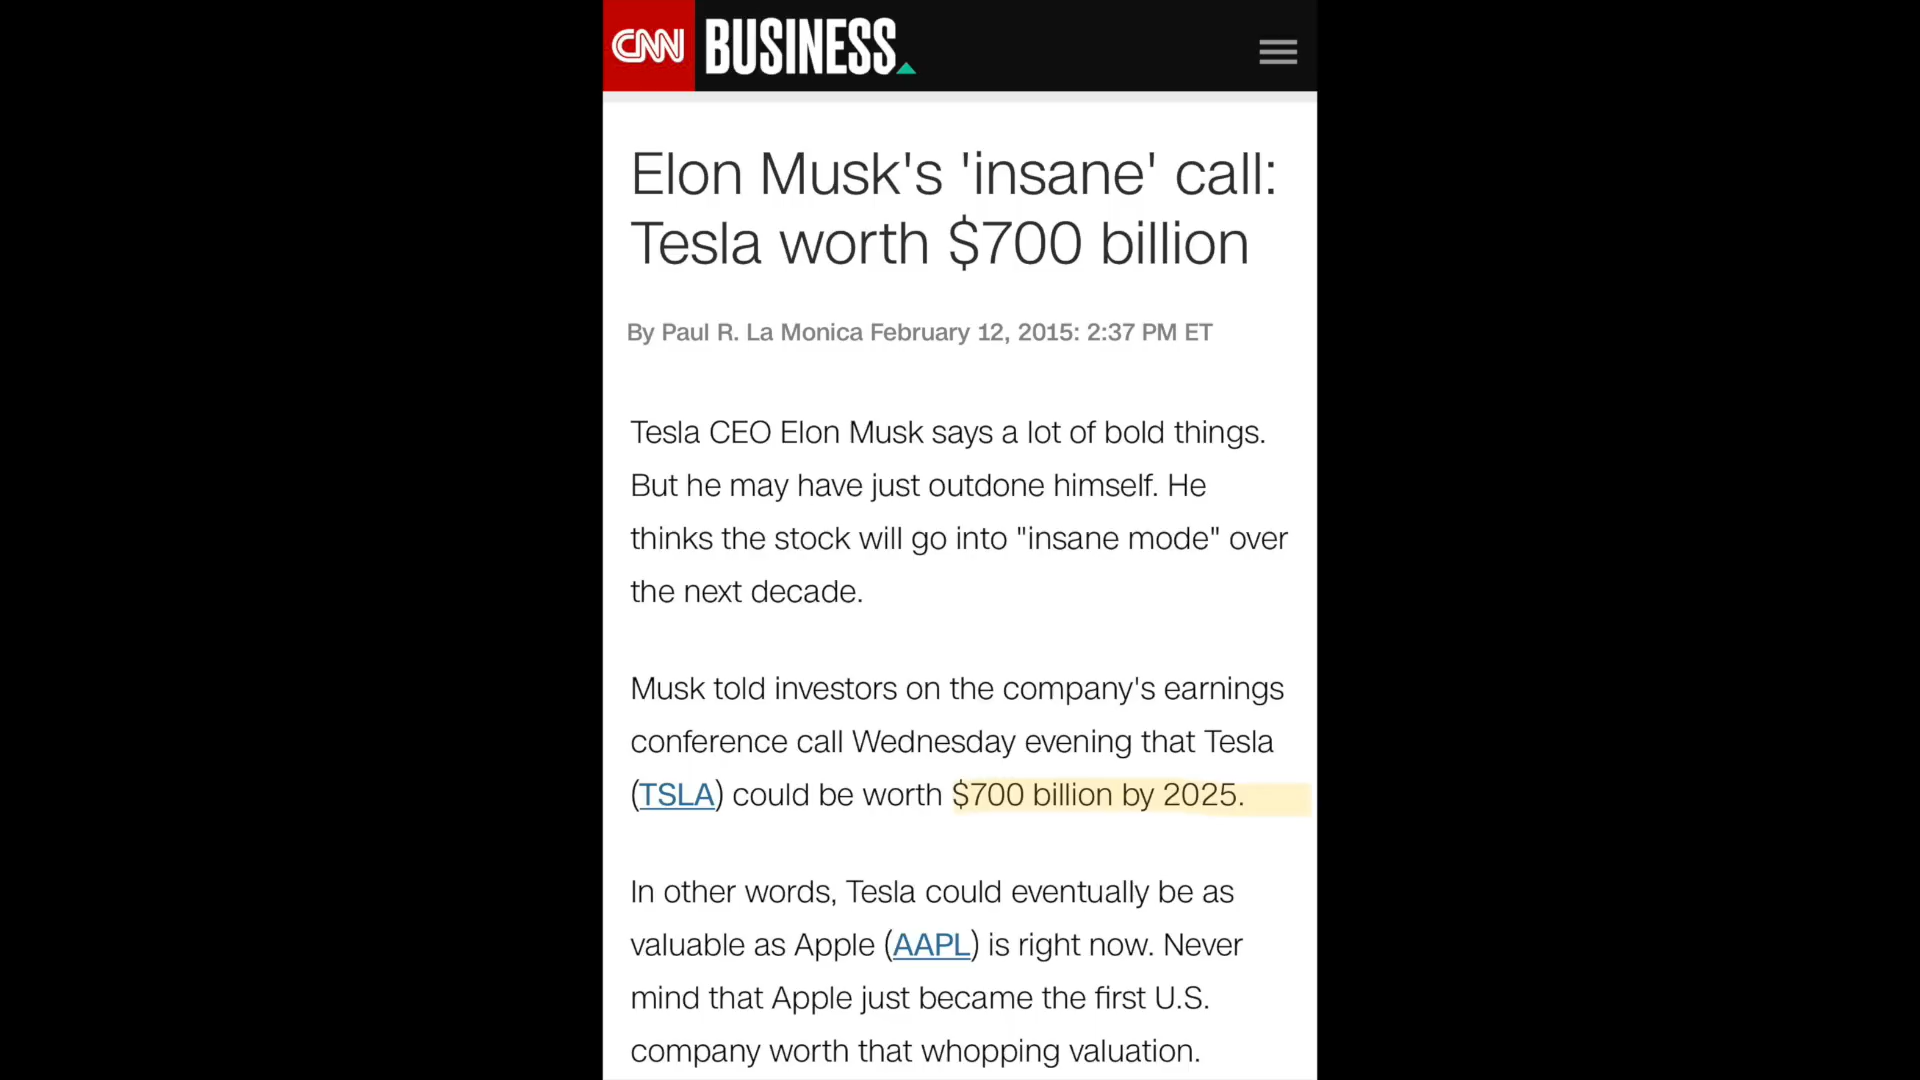 CNN BUSINESS
Elon Musk's 'insane' call:
Tesla worth $700 billion
By Paul R. La Monica February 12, 2015: 2:37 PM ET
Tesla CEO Elon Musk says a lot of bold things.
But he may have just outdone himself. He
thinks the stock will go into "insane mode" over
the next decade.
Musk told investors on the company's earnings
conference call Wednesday evening that Tesla
(TSLA) could be worth $700 billion by 2025.
In other words, Tesla could eventually be as
valuable as Apple (AAPL) is right now. Never
mind that Apple just became the first U.S.
company worth that whopping valuation.